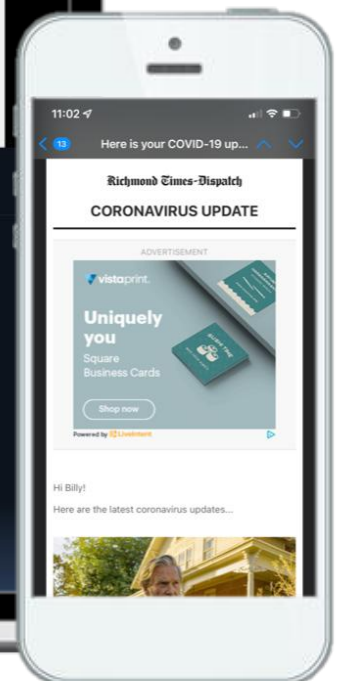 11:02
13
Here is your COVID-19 up...
Richmond Times-Dispatch
CORONAVIRUS UPDATE
ADVERTISEMENT
vistaprint.
Uniquely
you
Square
Business Cards
Shop now
Powered by LiveIntent
Hi Billy!
Here are the latest coronavirus updates...